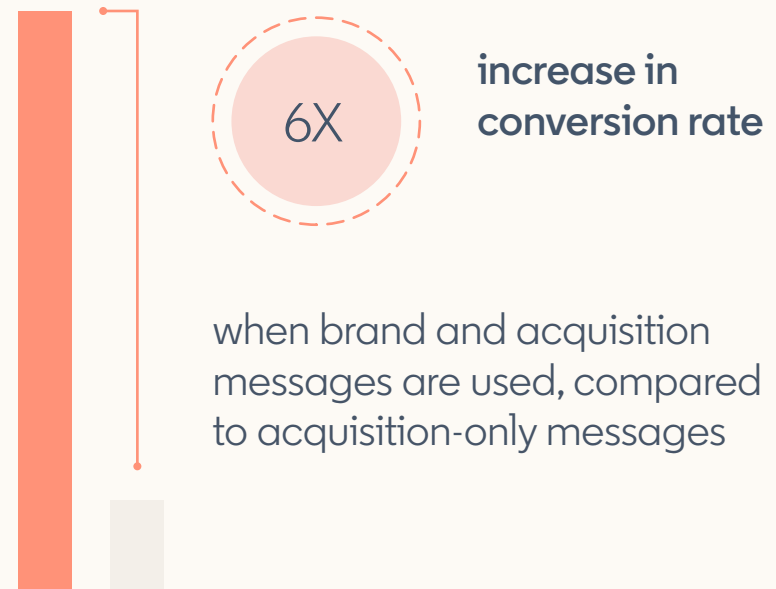 6X
increase in
conversion rate
when brand and acquisition
messages are used, compared
to acquisition-only messages